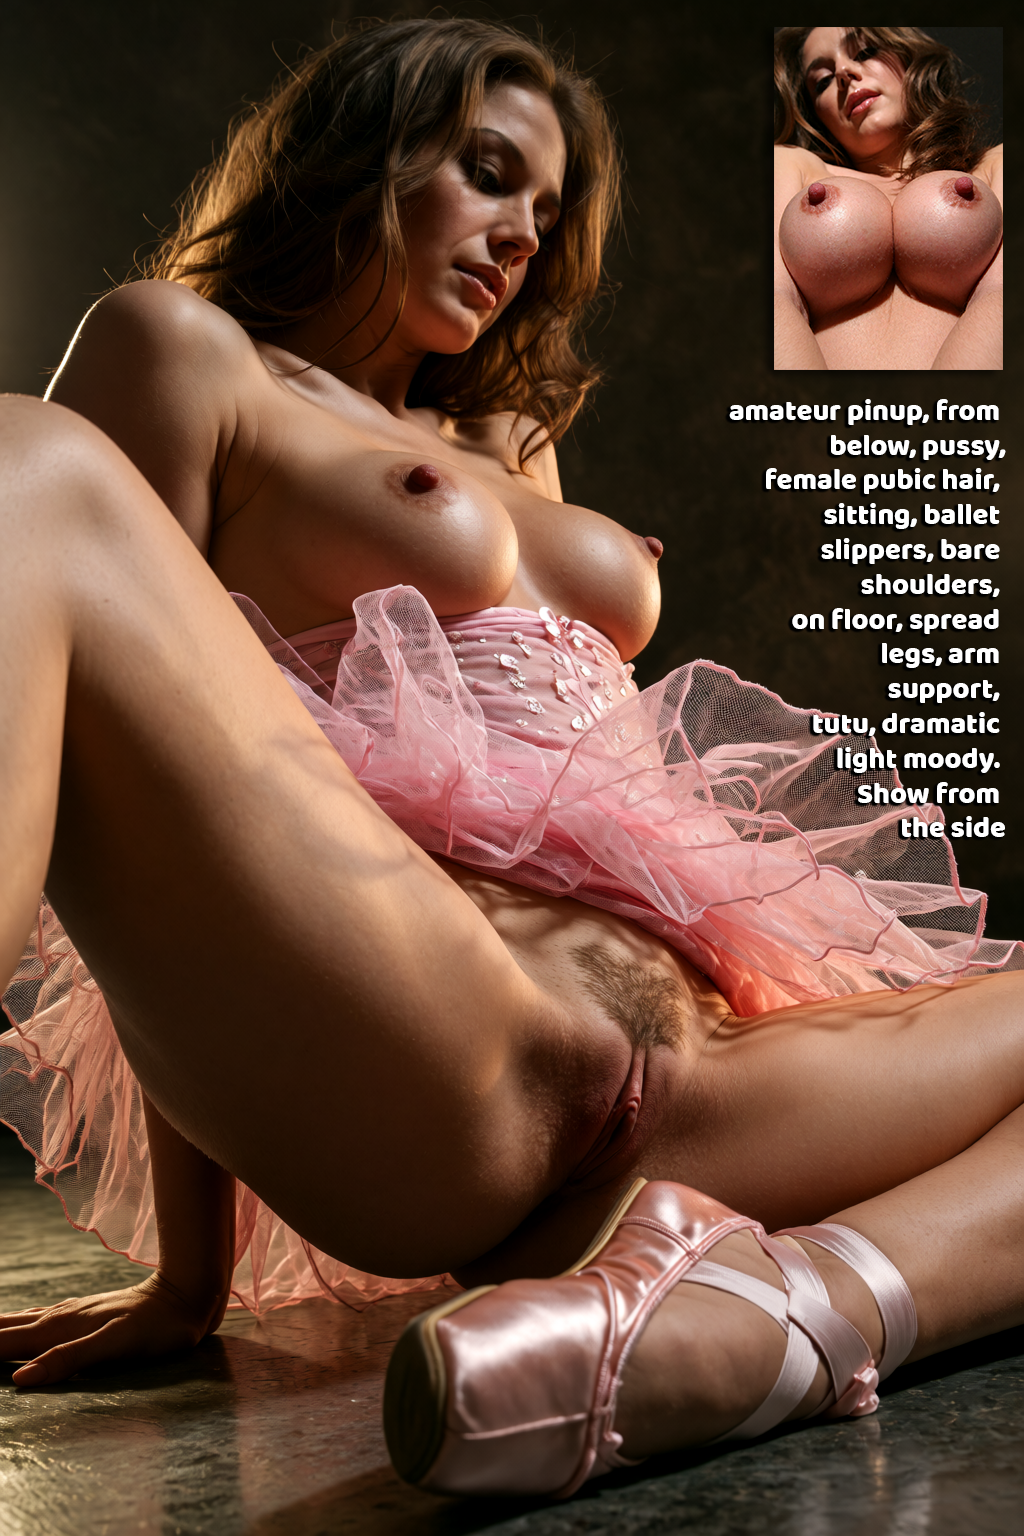 amateur pinup, from
below, pussy,
female pubic hair,
sitting, ballet
slippers, bare
shoulders,
on floor, spread
legs, arm
support,
tutu, dramatic
light moody.
Show from
the side